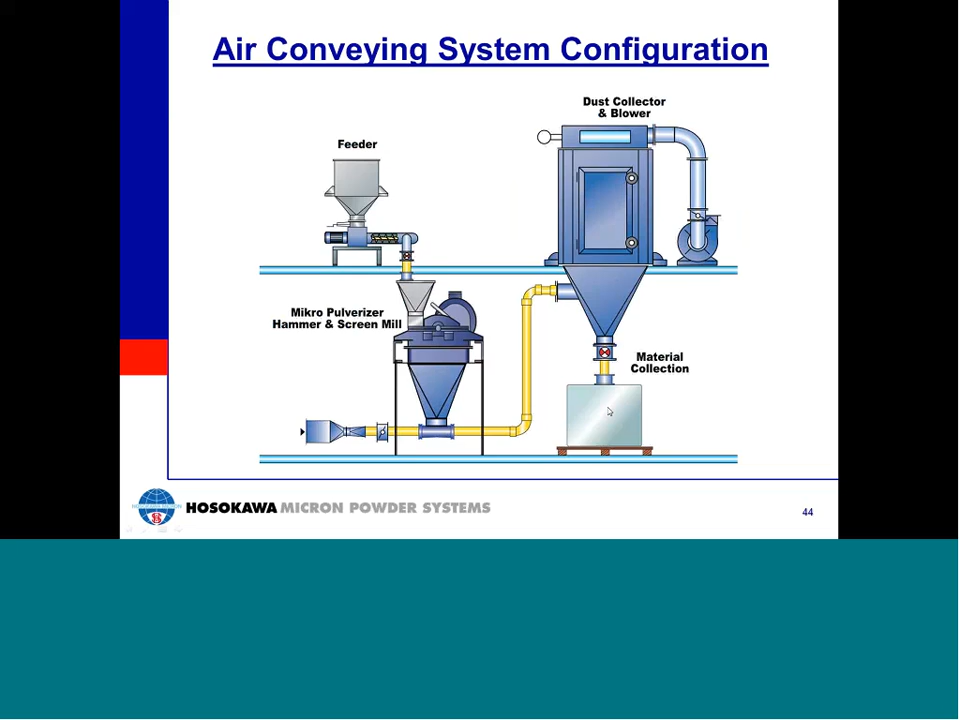 Air Conveying System Configuration
Dust Collector
& Blower
Feeder
Mikro Pulverizer
Hammer & Screen Mill
Material
Collection
HOSOKAWA MICRON POWDER SYSTEMS
44